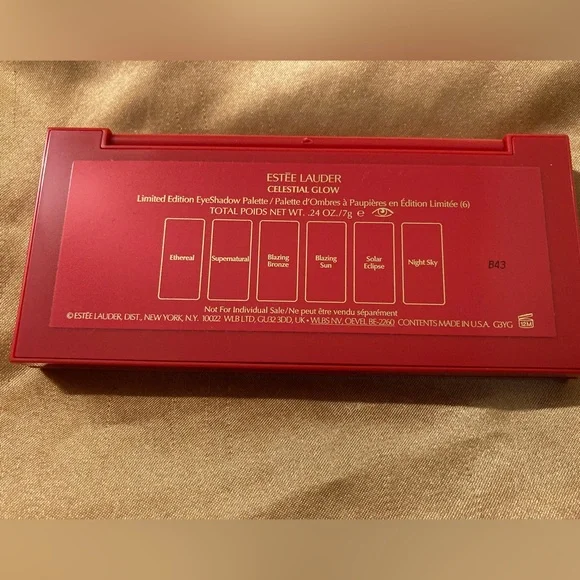 ESTĒE LAUDER
CELESTIAL GLOW
Limited Edition EyeShadow Palette / Palette d'Ombres à Paupières en Édition Limitée (6)
TOTAL POIDS NET WT. .24 OZ./7g ℮
Ethereal
Supernatural
Blazing Bronze
Blazing Sun
Solar Eclipse
Night Sky
B43
Not For Individual Sale/Ne peut être vendu séparément
© ESTĒE LAUDER, DIST., NEW YORK, N.Y. 10022 WLB LTD, GU32 3DD, UK • WLBS NV, OEVEL BE-2260 CONTENTS MADE IN U.S.A. G3YG
12M